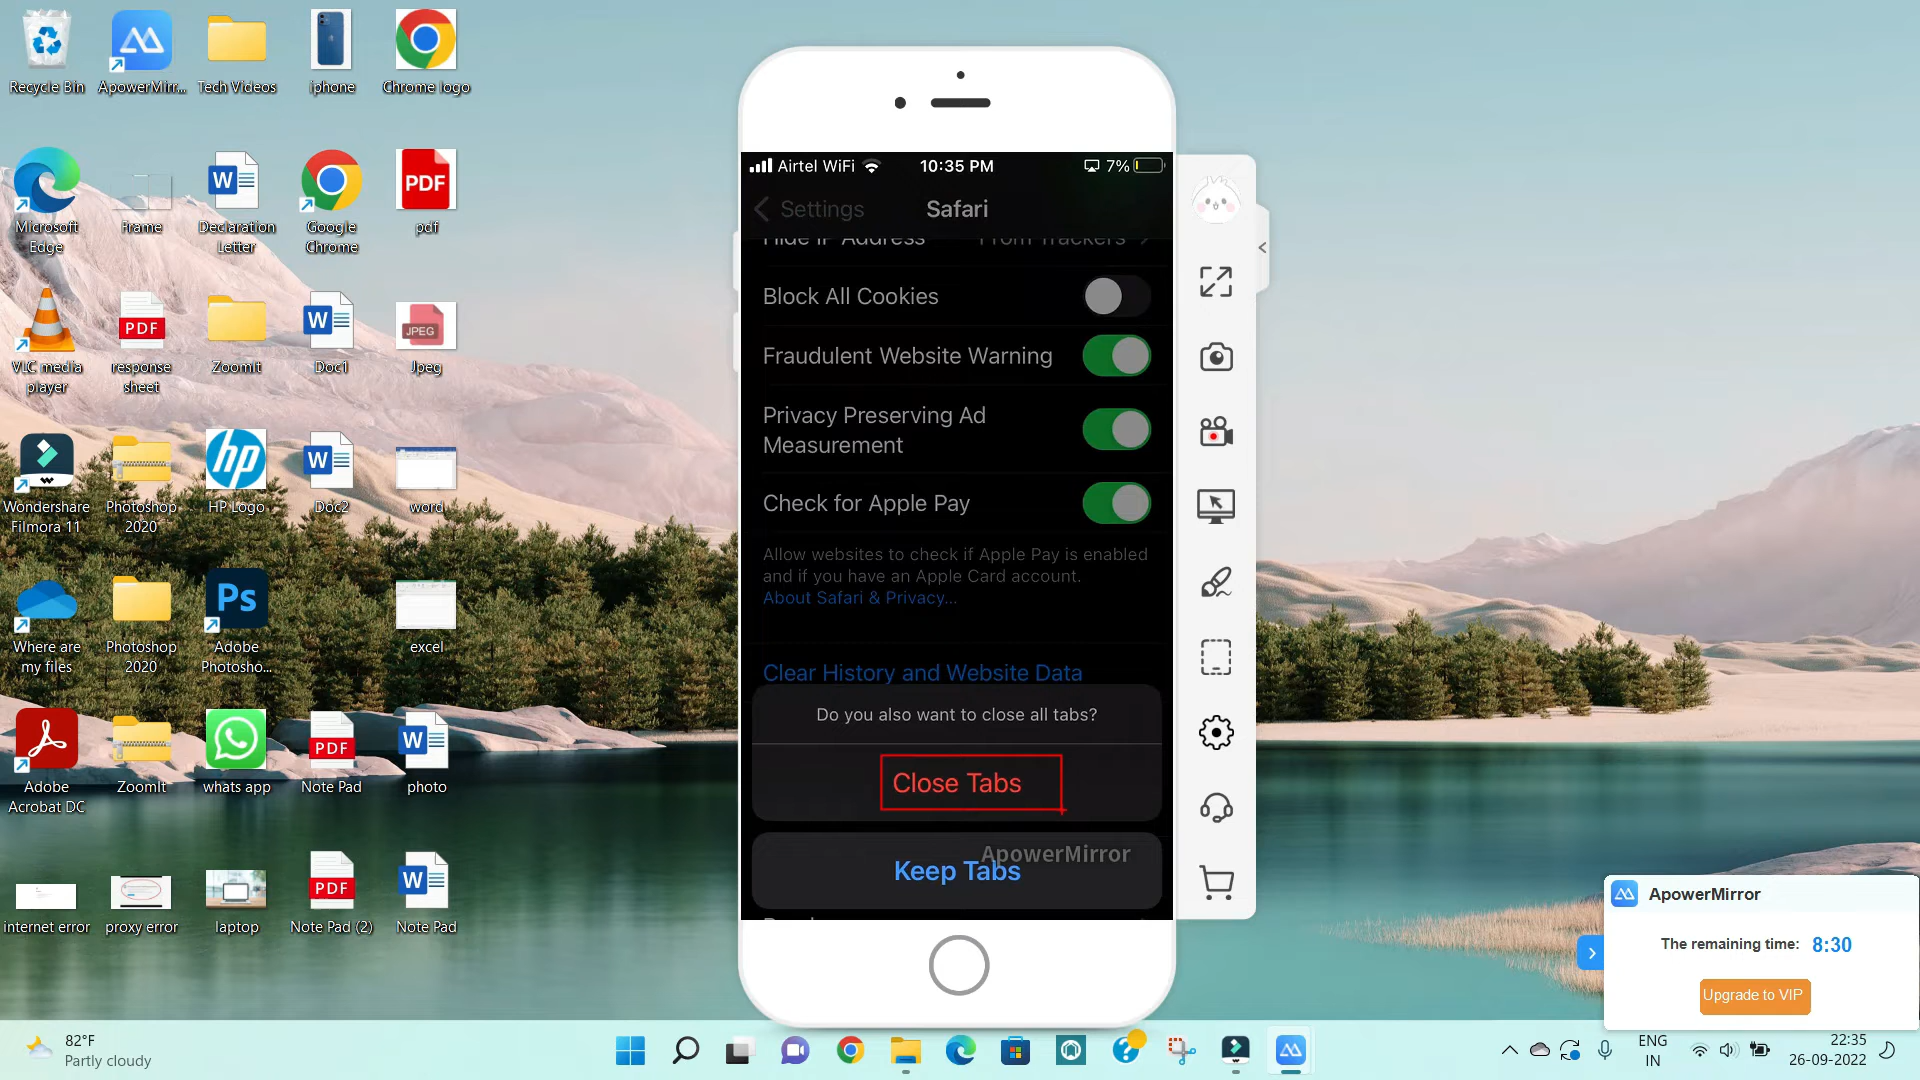 Recycle Bin
ApowerMirr...
Tech Videos
iphone
Chrome logo
Microsoft
Edge
Frame
Declaration
Letter
Google
Chrome
PDF
pdf
VLC media
player
PDF
response
sheet
ZoomIt
Doc1
JPEG
Jpeg
Wondershare
Filmora 11
Photoshop
2020
HP Logo
Doc2
word
Where are
my files
Photoshop
2020
Ps
Adobe
Photosho...
excel
Adobe
Acrobat DC
ZoomIt
whats app
PDF
Note Pad
photo
internet error
proxy error
laptop
PDF
Note Pad (2)
Note Pad
Airtel WiFi
10:35 PM
7%
Settings
Safari
Hide IP Address
From Trackers
Block All Cookies
Fraudulent Website Warning
Privacy Preserving Ad
Measurement
Check for Apple Pay
Allow websites to check if Apple Pay is enabled
and if you have an Apple Card account.
About Safari & Privacy...
Clear History and Website Data
Do you also want to close all tabs?
Close Tabs
ApowerMirror
Keep Tabs
ApowerMirror
The remaining time: 8:30
Upgrade to VIP
82°F
Partly cloudy
ENG
IN
22:35
26-09-2022